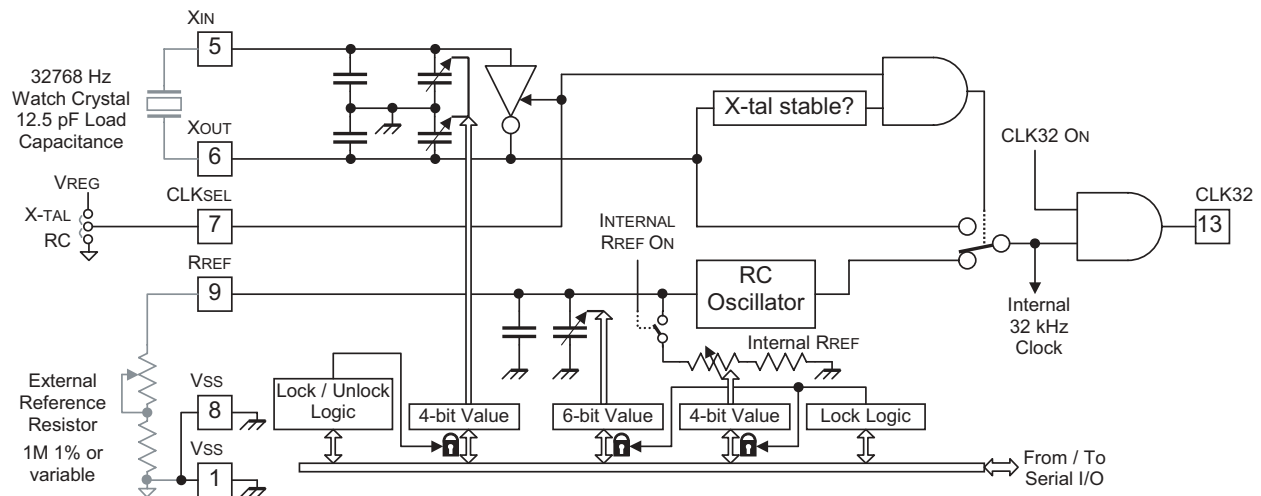 XIN
5
32768 Hz
Watch Crystal
12.5 pF Load
Capacitance
XOUT
6
X-tal stable?
CLK32 ON
VREG
X-TAL
RC
CLKSEL
7
INTERNAL
RREF ON
CLK32
13
RREF
9
RC
Oscillator
Internal
32 kHz
Clock
Internal RREF
External
Reference
Resistor
1M 1% or
variable
VSS
8
VSS
1
Lock / Unlock
Logic
4-bit Value
6-bit Value
4-bit Value
Lock Logic
From / To
Serial I/O